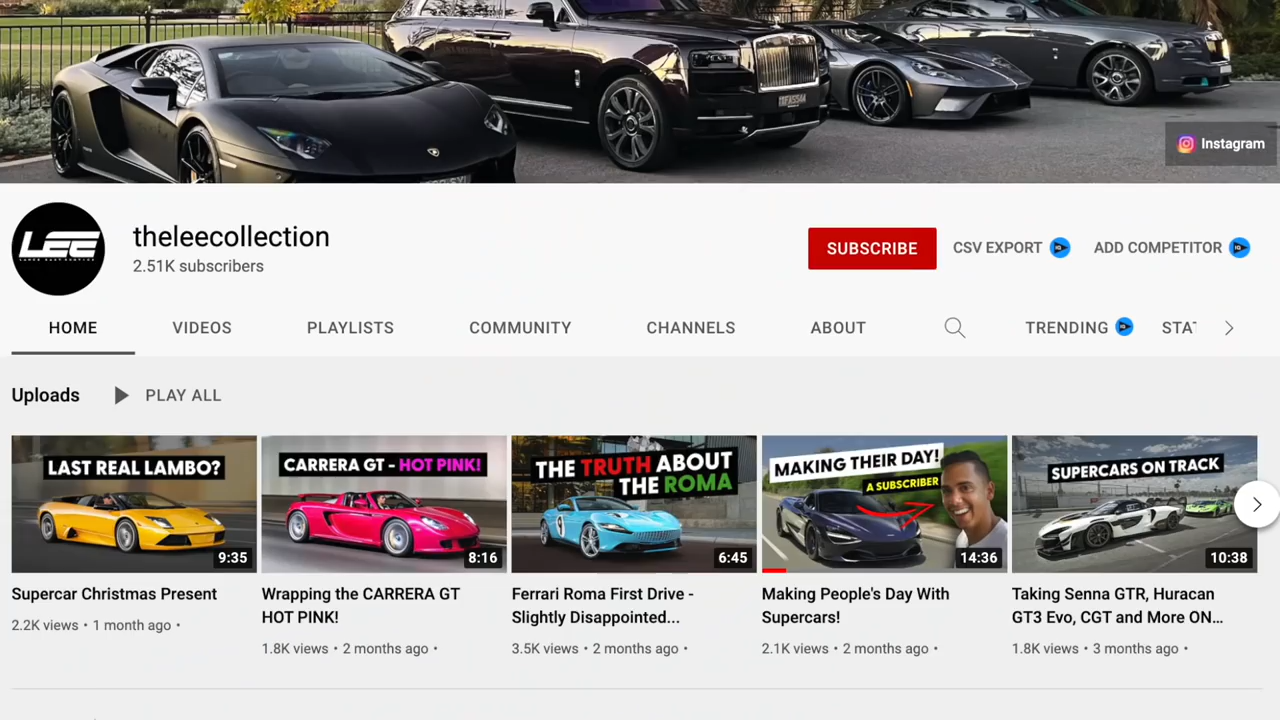 Instagram
LEE
theleecollection
2.51K subscribers
SUBSCRIBE
CSV EXPORT
ADD COMPETITOR
HOME
VIDEOS
PLAYLISTS
COMMUNITY
CHANNELS
ABOUT
TRENDING
STAT
Uploads
PLAY ALL
LAST REAL LAMBO?
9:35
CARRERA GT - HOT PINK!
8:16
THE TRUTH ABOUT
THE ROMA
6:45
MAKING THEIR DAY!
A SUBSCRIBER
14:36
SUPERCARS ON TRACK
10:38
Supercar Christmas Present
2.2K views • 1 month ago •
Wrapping the CARRERA GT
HOT PINK!
1.8K views • 2 months ago •
Ferrari Roma First Drive -
Slightly Disappointed...
3.5K views • 2 months ago •
Making People's Day With
Supercars!
2.1K views • 2 months ago •
Taking Senna GTR, Huracan
GT3 Evo, CGT and More ON...
1.8K views • 3 months ago •